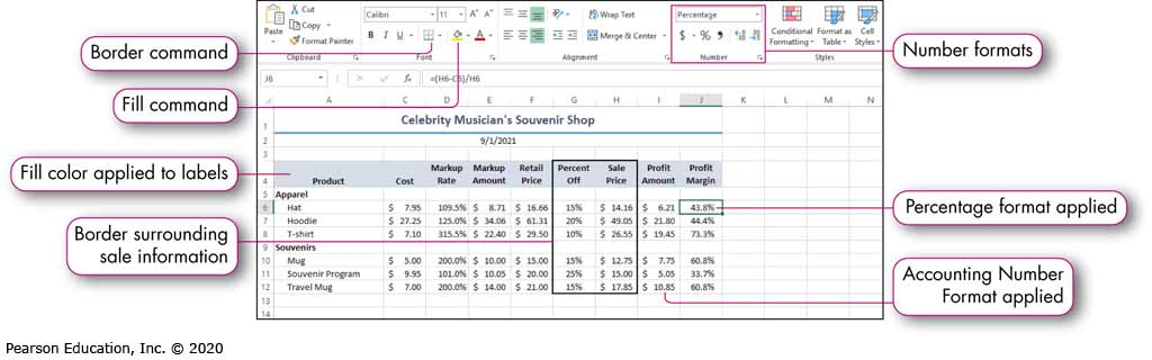 Cut
Copy
Format Painter
Paste
Clipboard
Calibri 11 A A
B I U A
Font
Wrap Text
Merge & Center
Alignment
Percentage
$ % ,
Number
Conditional Formatting
Format as Table
Cell Styles
Styles
Border command
Fill command
Fill color applied to labels
Border surrounding
sale information
Number formats
Percentage format applied
Accounting Number
Format applied
J6 fx =(H6-C6)/H6
A C D E F G H I J K L M N
1 Celebrity Musician's Souvenir Shop
2 9/1/2021
3
Markup Markup Retail Percent Sale Profit Profit
4 Product Cost Rate Amount Price Off Price Amount Margin
5 Apparel
6 Hat $ 7.95 109.5% $ 8.71 $ 16.66 15% $ 14.16 $ 6.21 43.8%
7 Hoodie $ 27.25 125.0% $ 34.06 $ 61.31 20% $ 49.05 $ 21.80 44.4%
8 T-shirt $ 7.10 315.5% $ 22.40 $ 29.50 10% $ 26.55 $ 19.45 73.3%
9 Souvenirs
10 Mug $ 5.00 200.0% $ 10.00 $ 15.00 15% $ 12.75 $ 7.75 60.8%
11 Souvenir Program $ 9.95 101.0% $ 10.05 $ 20.00 25% $ 15.00 $ 5.05 33.7%
12 Travel Mug $ 7.00 200.0% $ 14.00 $ 21.00 15% $ 17.85 $ 10.85 60.8%
13
14
Pearson Education, Inc. © 2020